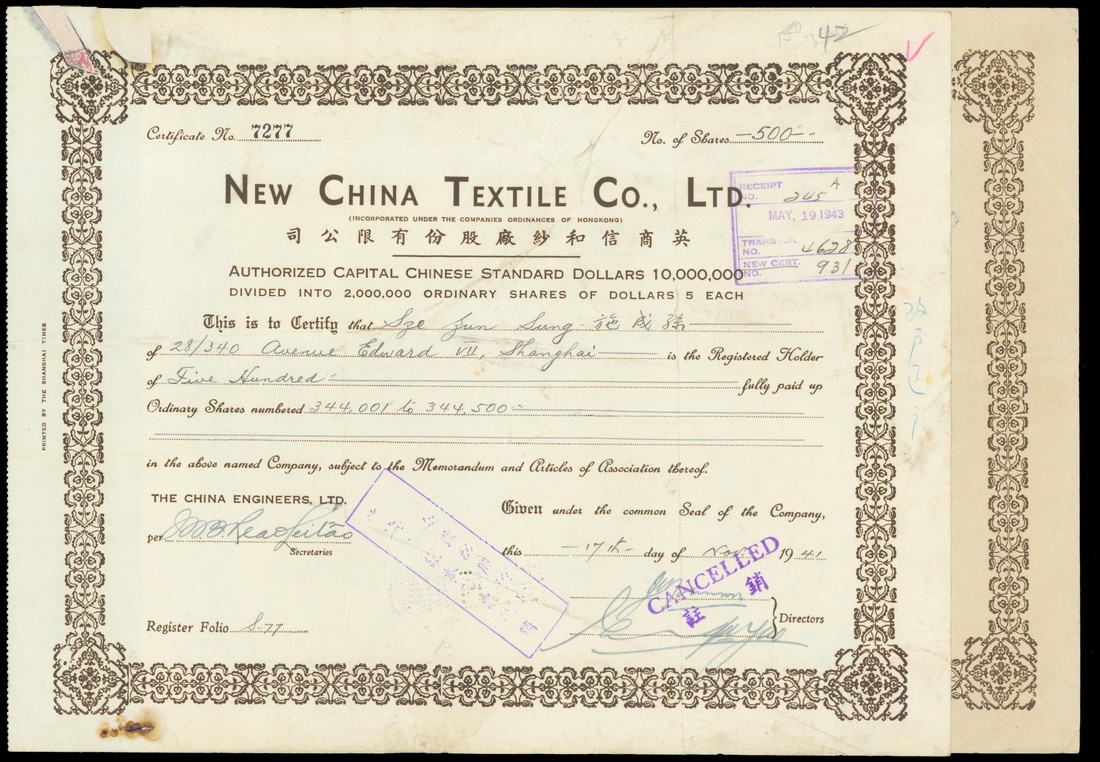 42
Certificate No. 7277
No. of Shares 500
NEW CHINA TEXTILE CO., LTD.
(INCORPORATED UNDER THE COMPANIES ORDINANCES OF HONGKONG)
司公限有份股廠紗和信商英
AUTHORIZED CAPITAL CHINESE STANDARD DOLLARS 10,000,000
DIVIDED INTO 2,000,000 ORDINARY SHARES OF DOLLARS 5 EACH
RECEIPT NO. 245 A
MAY. 19 1943
TRANSFER NO. 4628
NEW CERT. NO. 931
This is to Certify that Sze Zun Sung 施
of 28/340 Avenue Edward VII, Shanghai is the Registered Holder
of Five Hundred fully paid up
Ordinary Shares numbered 344,001 to 344,500
in the above named Company, subject to the Memorandum and Articles of Association thereof.
THE CHINA ENGINEERS, LTD.
per
Secretaries
Given under the common Seal of the Company,
this 17th day of Nov. 1941
CANCELLED
註銷
Directors
Register Folio S.77
PRINTED BY THE SHANGHAI TIMES